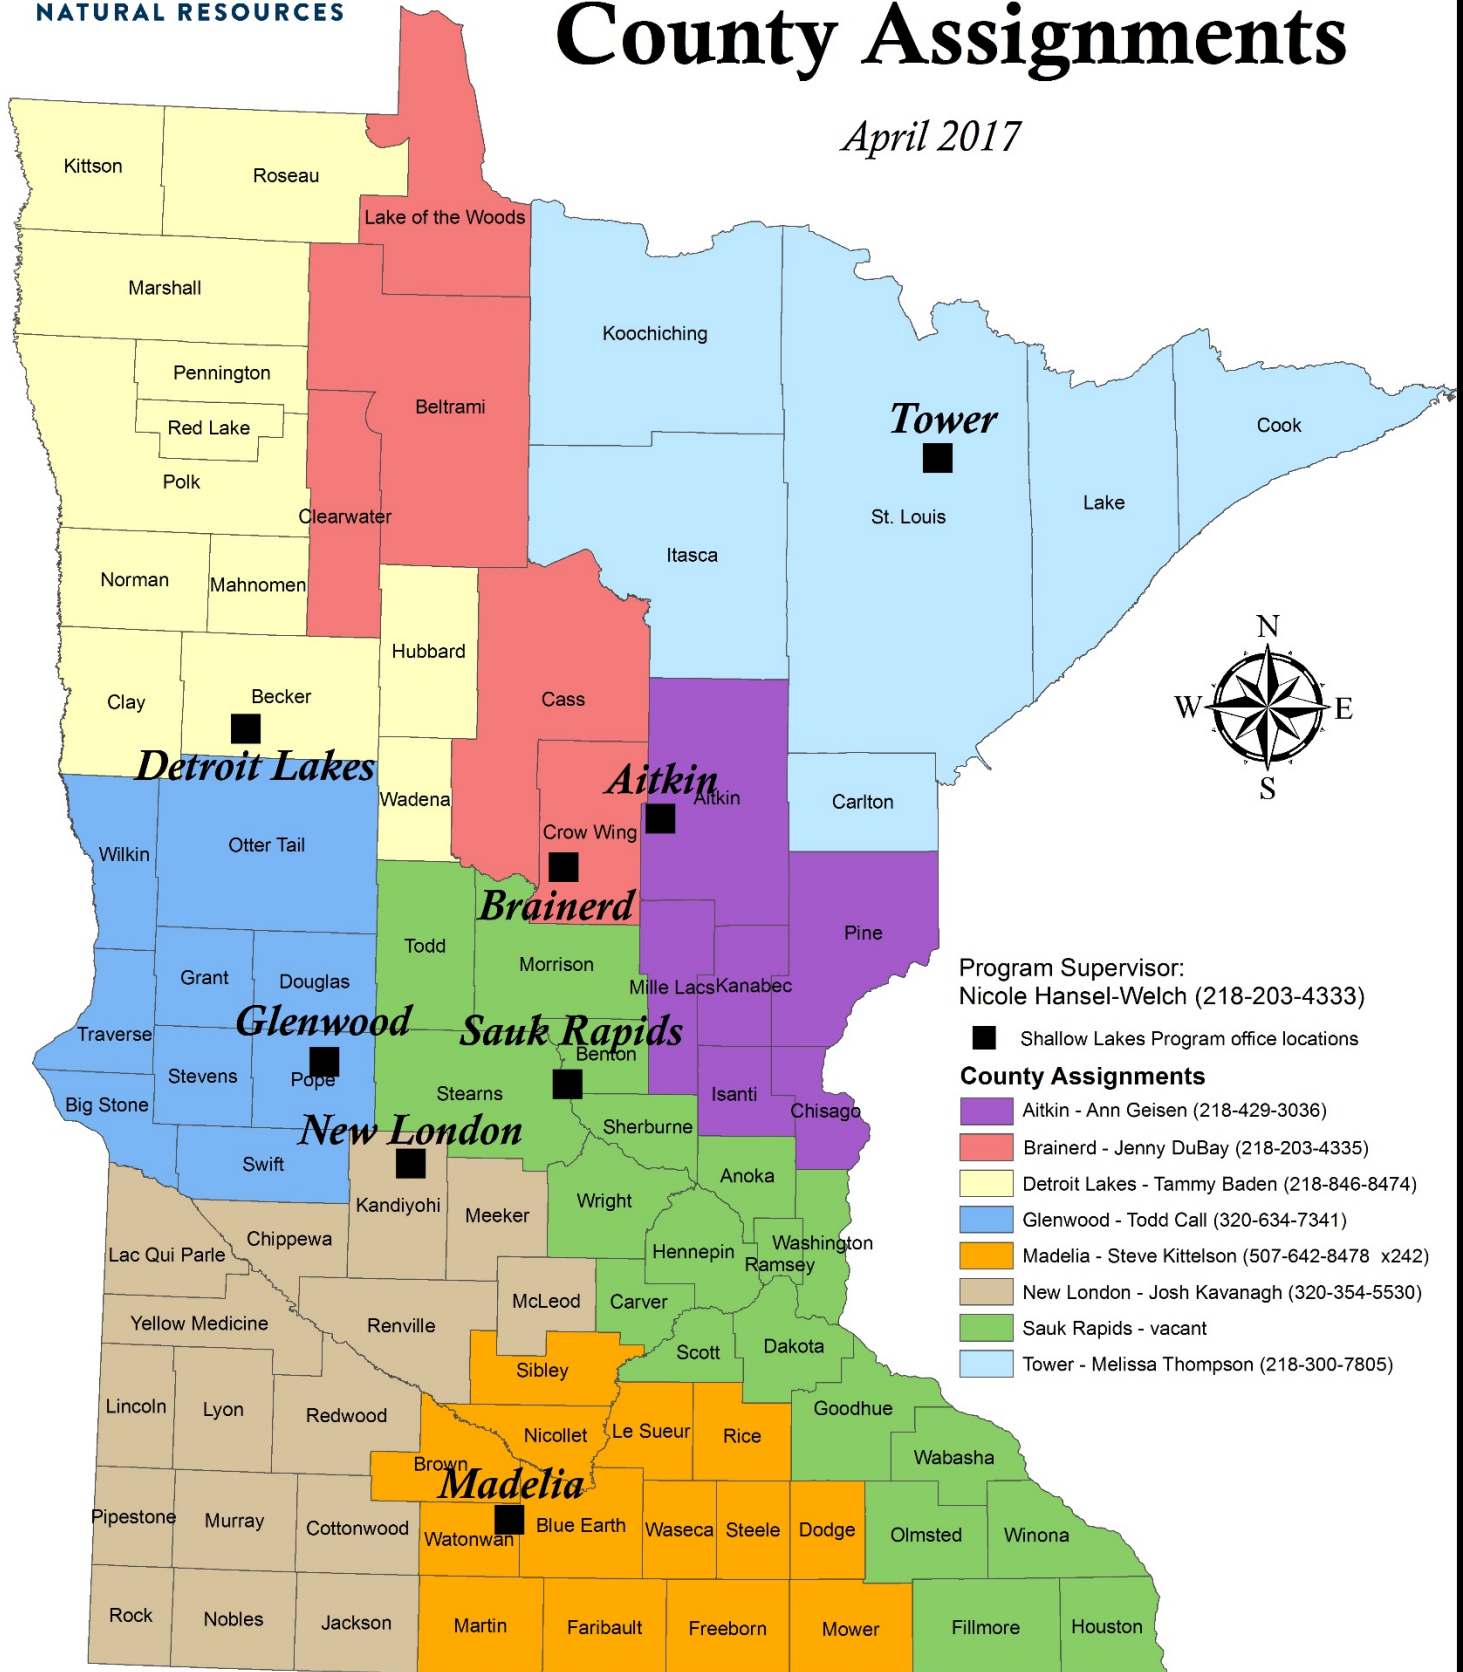 NATURAL RESOURCES
County Assignments
April 2017
Kittson
Roseau
Lake of the Woods
Marshall
Koochiching
Pennington
Beltrami
Tower
Cook
Red Lake
Polk
Clearwater
St. Louis
Lake
Itasca
Norman
Mahnomen
Hubbard
N
W
E
S
Clay
Becker
Cass
Detroit Lakes
Aitkin
Aitkin
Wadena
Carlton
Crow Wing
Wilkin
Otter Tail
Brainerd
Todd
Pine
Morrison
Grant
Douglas
Mille Lacs
Kanabec
Glenwood
Sauk Rapids
Traverse
Benton
Stevens
Pope
Stearns
Isanti
Big Stone
Chisago
New London
Sherburne
Swift
Anoka
Kandiyohi
Wright
Meeker
Chippewa
Lac Qui Parle
Hennepin
Washington
Ramsey
McLeod
Carver
Yellow Medicine
Renville
Scott
Dakota
Sibley
Lincoln
Lyon
Redwood
Goodhue
Nicollet
Le Sueur
Rice
Wabasha
Brown
Madelia
Pipestone
Murray
Cottonwood
Watonwan
Blue Earth
Waseca
Steele
Dodge
Olmsted
Winona
Rock
Nobles
Jackson
Martin
Faribault
Freeborn
Mower
Fillmore
Houston
Program Supervisor:
Nicole Hansel-Welch (218-203-4333)
Shallow Lakes Program office locations
County Assignments
Aitkin - Ann Geisen (218-429-3036)
Brainerd - Jenny DuBay (218-203-4335)
Detroit Lakes - Tammy Baden (218-846-8474)
Glenwood - Todd Call (320-634-7341)
Madelia - Steve Kittelson (507-642-8478 x242)
New London - Josh Kavanagh (320-354-5530)
Sauk Rapids - vacant
Tower - Melissa Thompson (218-300-7805)